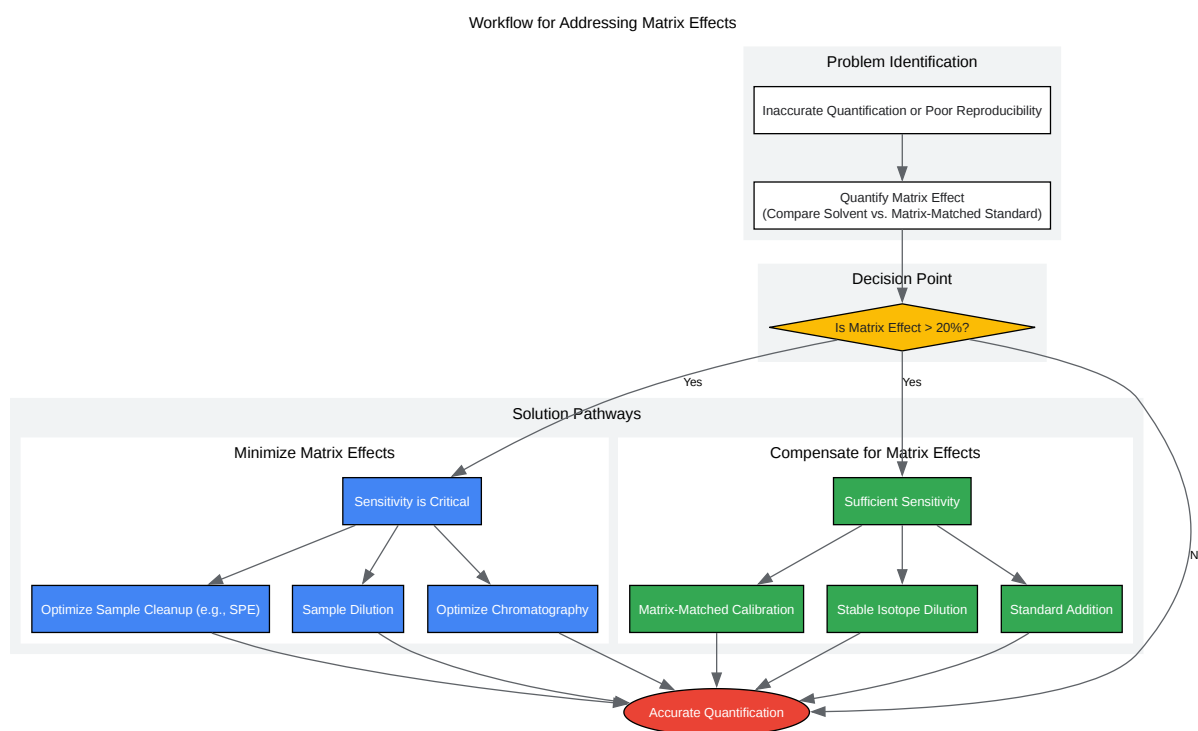 Workflow for Addressing Matrix Effects
Problem Identification
Inaccurate Quantification or Poor Reproducibility
Quantify Matrix Effect
(Compare Solvent vs. Matrix-Matched Standard)
Decision Point
Is Matrix Effect > 20%?
Yes
Yes
Solution Pathways
Minimize Matrix Effects
Compensate for Matrix Effects
Sensitivity is Critical
Sufficient Sensitivity
N
Optimize Sample Cleanup (e.g., SPE)
Sample Dilution
Optimize Chromatography
Matrix-Matched Calibration
Stable Isotope Dilution
Standard Addition
Accurate Quantification